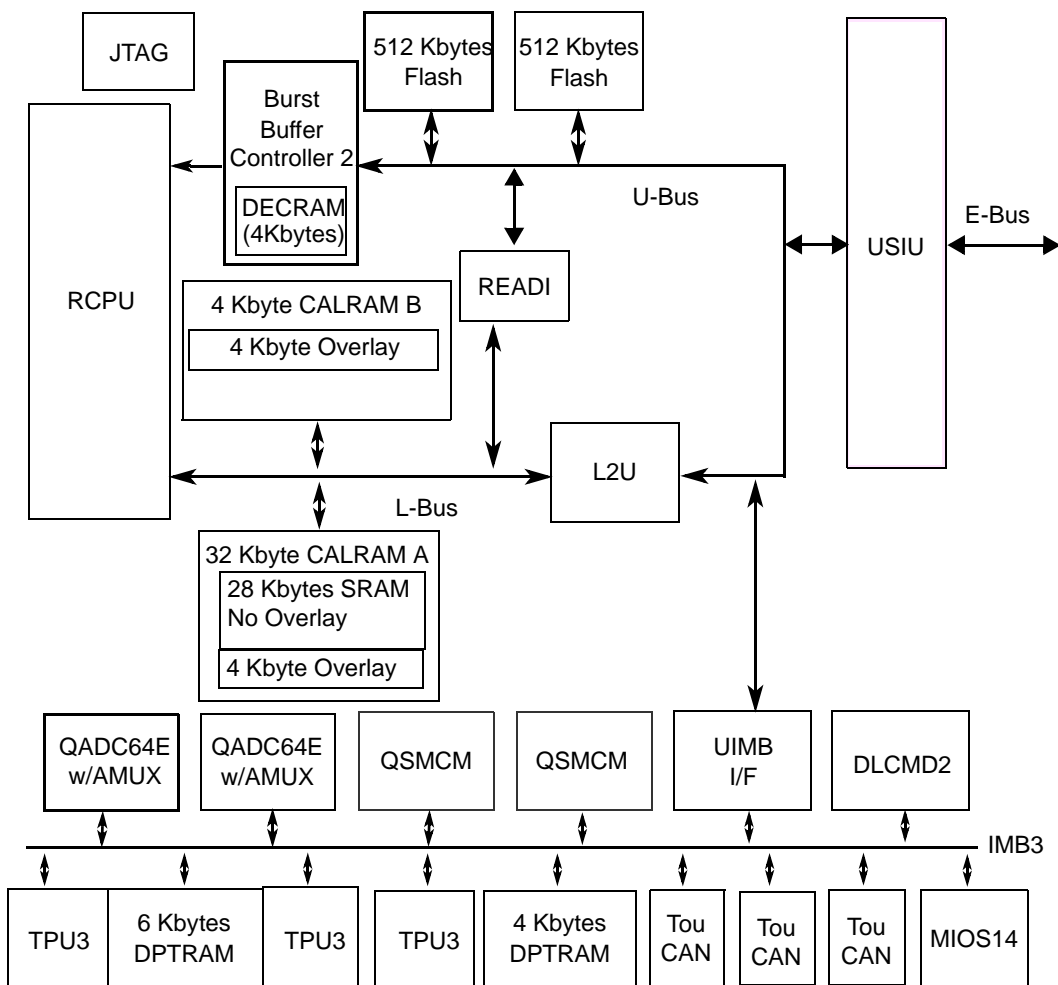 JTAG
512 Kbytes
Flash
512 Kbytes
Flash
Burst
Buffer
Controller 2
DECRAM
(4Kbytes)
U-Bus
E-Bus
USIU
RCPU
READI
4 Kbyte CALRAM B
4 Kbyte Overlay
L2U
L-Bus
32 Kbyte CALRAM A
28 Kbytes SRAM
No Overlay
4 Kbyte Overlay
QADC64E
w/AMUX
QADC64E
w/AMUX
QSMCM
QSMCM
UIMB
I/F
DLCMD2
IMB3
TPU3
6 Kbytes
DPTRAM
TPU3
TPU3
4 Kbytes
DPTRAM
Tou
CAN
Tou
CAN
Tou
CAN
MIOS14